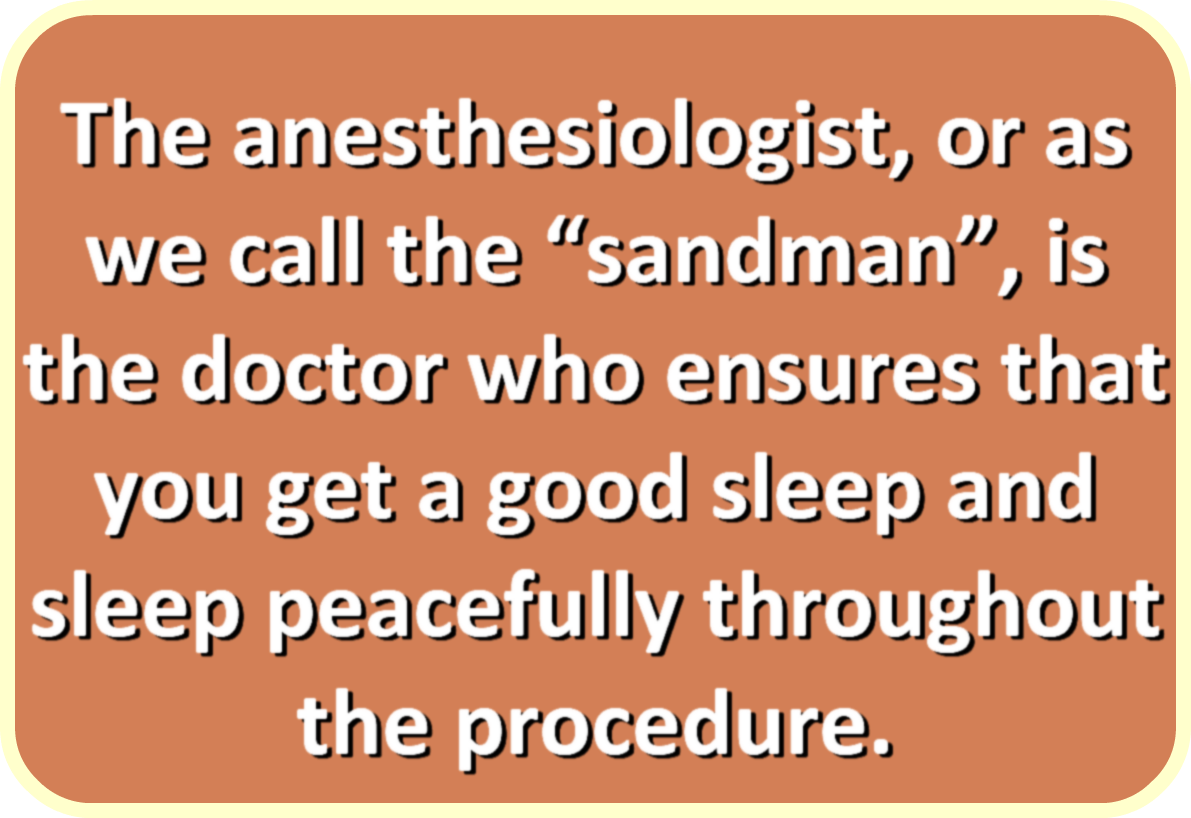 The anesthesiologist, or as
we call the “sandman”, is
the doctor who ensures that
you get a good sleep and
sleep peacefully throughout
the procedure.